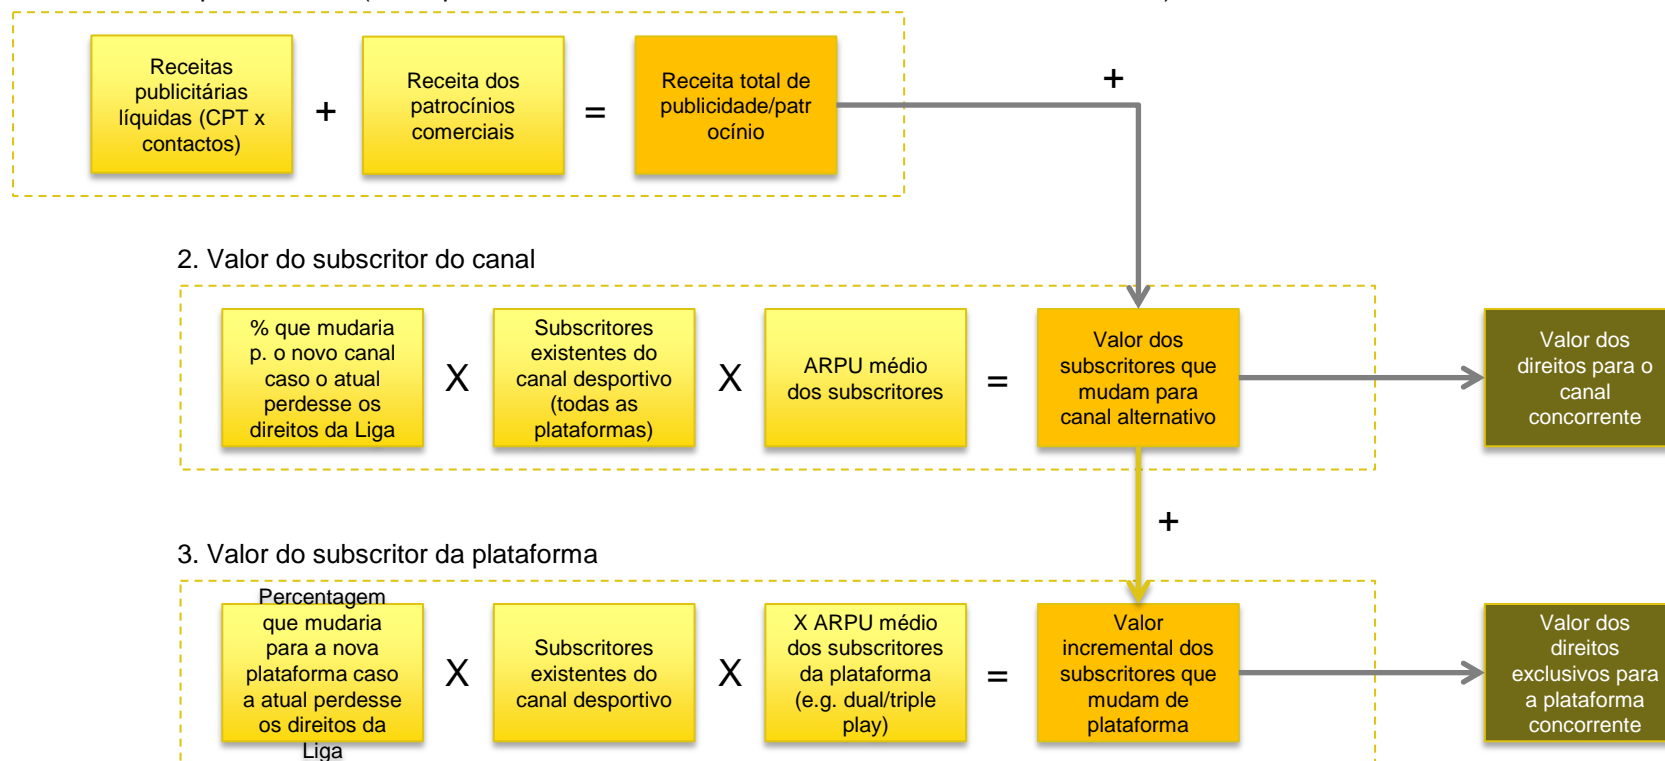 Receitas
publicitárias
líquidas (CPT x
contactos)
+
Receita dos
patrocínios
comerciais
=
Receita total de
publicidade/patr
ocínio
+
2. Valor do subscritor do canal
% que mudaria
p. o novo canal
caso o atual
perdesse os
direitos da Liga
X
Subscritores
existentes do
canal desportivo
(todas as
plataformas)
X
ARPU médio
dos subscritores
=
Valor dos
subscritores que
mudam para
canal alternativo
Valor dos
direitos para o
canal
concorrente
+
3. Valor do subscritor da plataforma
Percentagem
que mudaria
para a nova
plataforma caso
a atual perdesse
os direitos da
Liga
X
Subscritores
existentes do
canal desportivo
X
X ARPU médio
dos subscritores
da plataforma
(e.g. dual/triple
play)
=
Valor
incremental dos
subscritores que
mudam de
plataforma
Valor dos
direitos
exclusivos para
a plataforma
concorrente